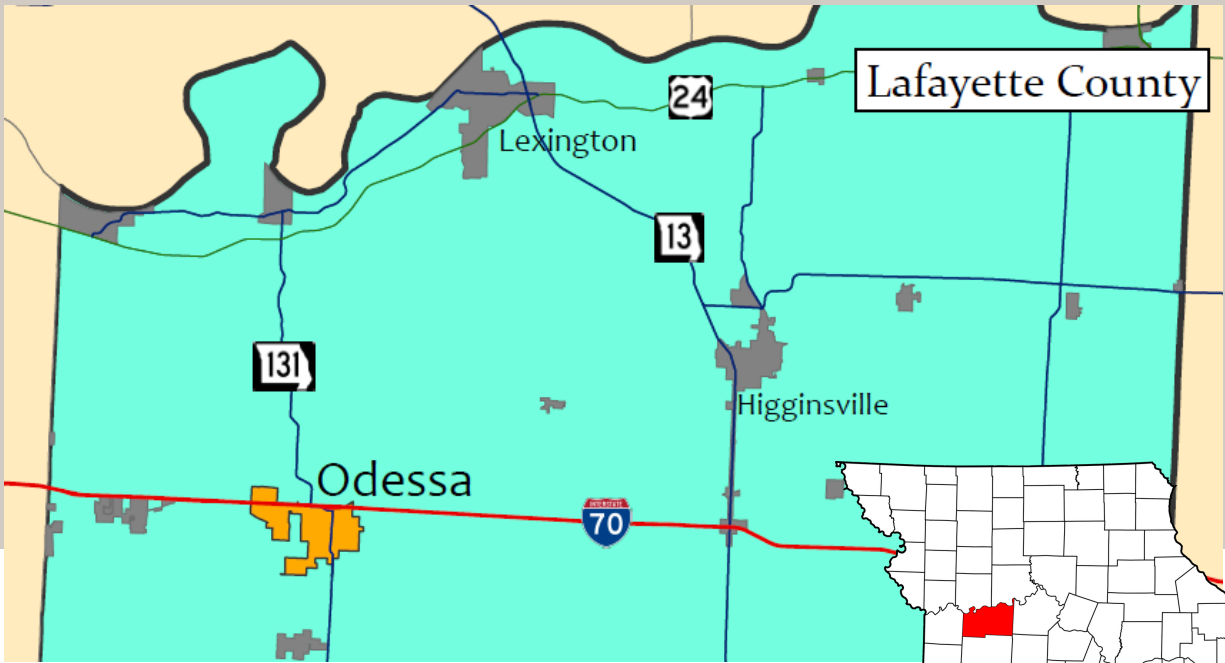 Lafayette County
24
Lexington
13
131
Higginsville
Odessa
INTERSTATE
70